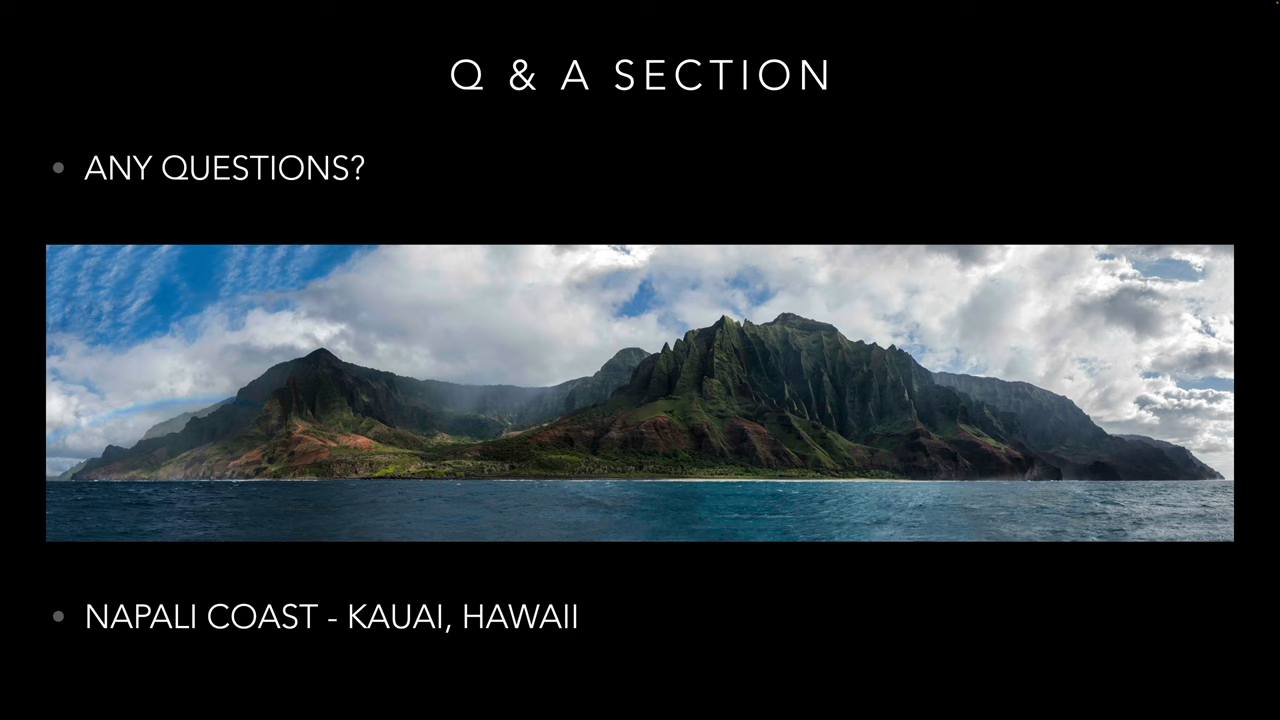 Q & A SECTION
ANY QUESTIONS?
NAPALI COAST - KAUAI, HAWAII